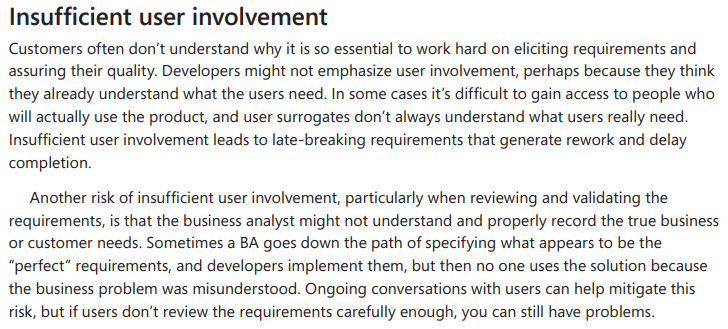 Insufficient user involvement
Customers often don’t understand why it is so essential to work hard on eliciting requirements and
assuring their quality. Developers might not emphasize user involvement, perhaps because they think
they already understand what the users need. In some cases it’s difficult to gain access to people who
will actually use the product, and user surrogates don’t always understand what users really need.
Insufficient user involvement leads to late-breaking requirements that generate rework and delay
completion.
Another risk of insufficient user involvement, particularly when reviewing and validating the
requirements, is that the business analyst might not understand and properly record the true business
or customer needs. Sometimes a BA goes down the path of specifying what appears to be the
“perfect” requirements, and developers implement them, but then no one uses the solution because
the business problem was misunderstood. Ongoing conversations with users can help mitigate this
risk, but if users don’t review the requirements carefully enough, you can still have problems.